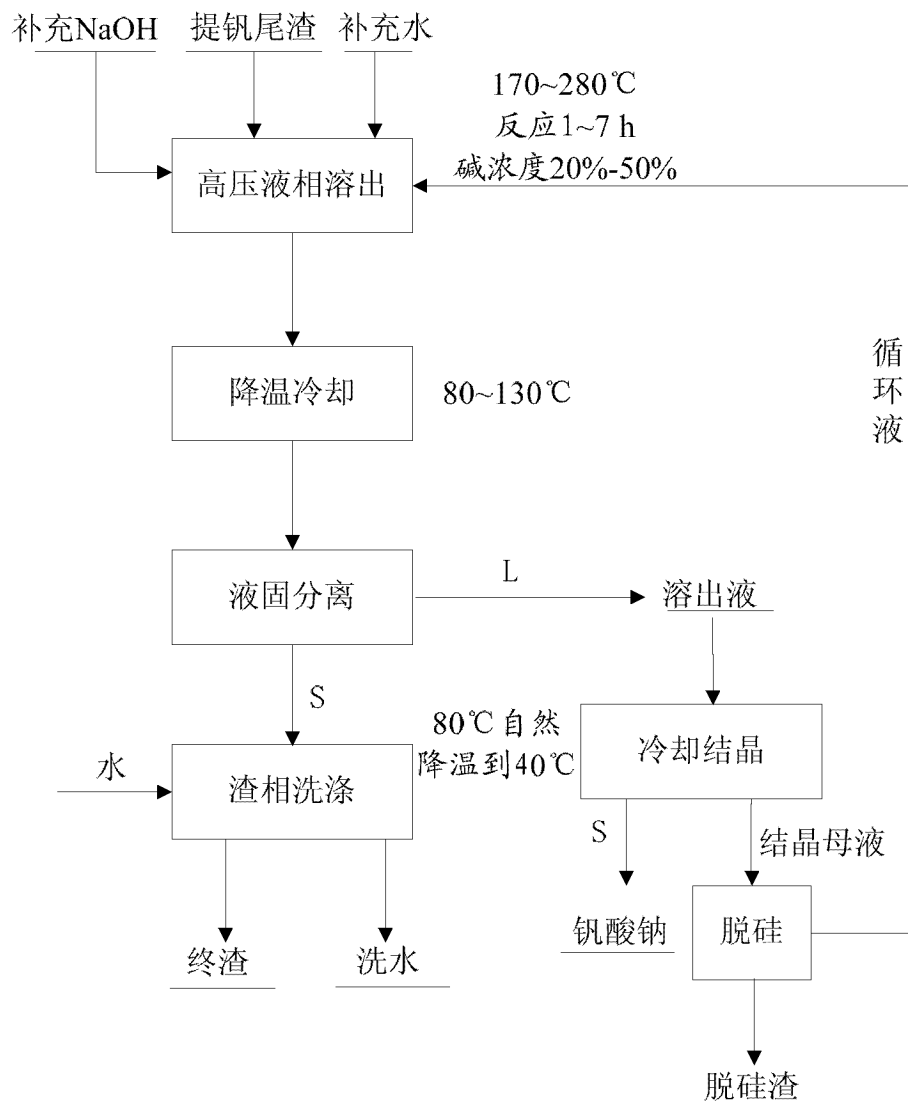 补充NaOH
提钒尾渣
补充水
170~280℃
反应1~7 h
碱浓度20%-50%
高压液相溶出
循
环
液
降温冷却
80~130℃
液固分离
L
溶出液
S
80℃自然
降温到40℃
冷却结晶
水
渣相洗涤
S
结晶母液
终渣
洗水
钒酸钠
脱硅
脱硅渣